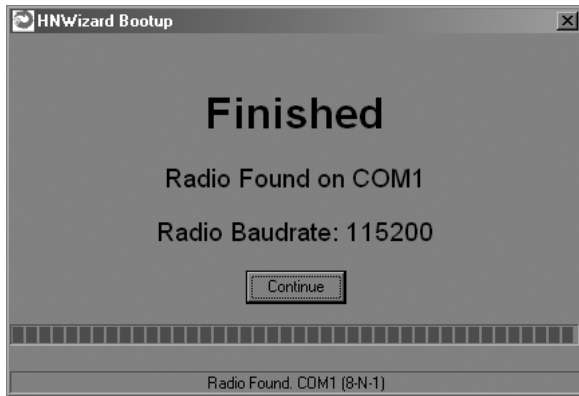 HNWizard Bootup
Finished
Radio Found on COM1
Radio Baudrate: 115200
Continue
Radio Found. COM1 (8-N-1)